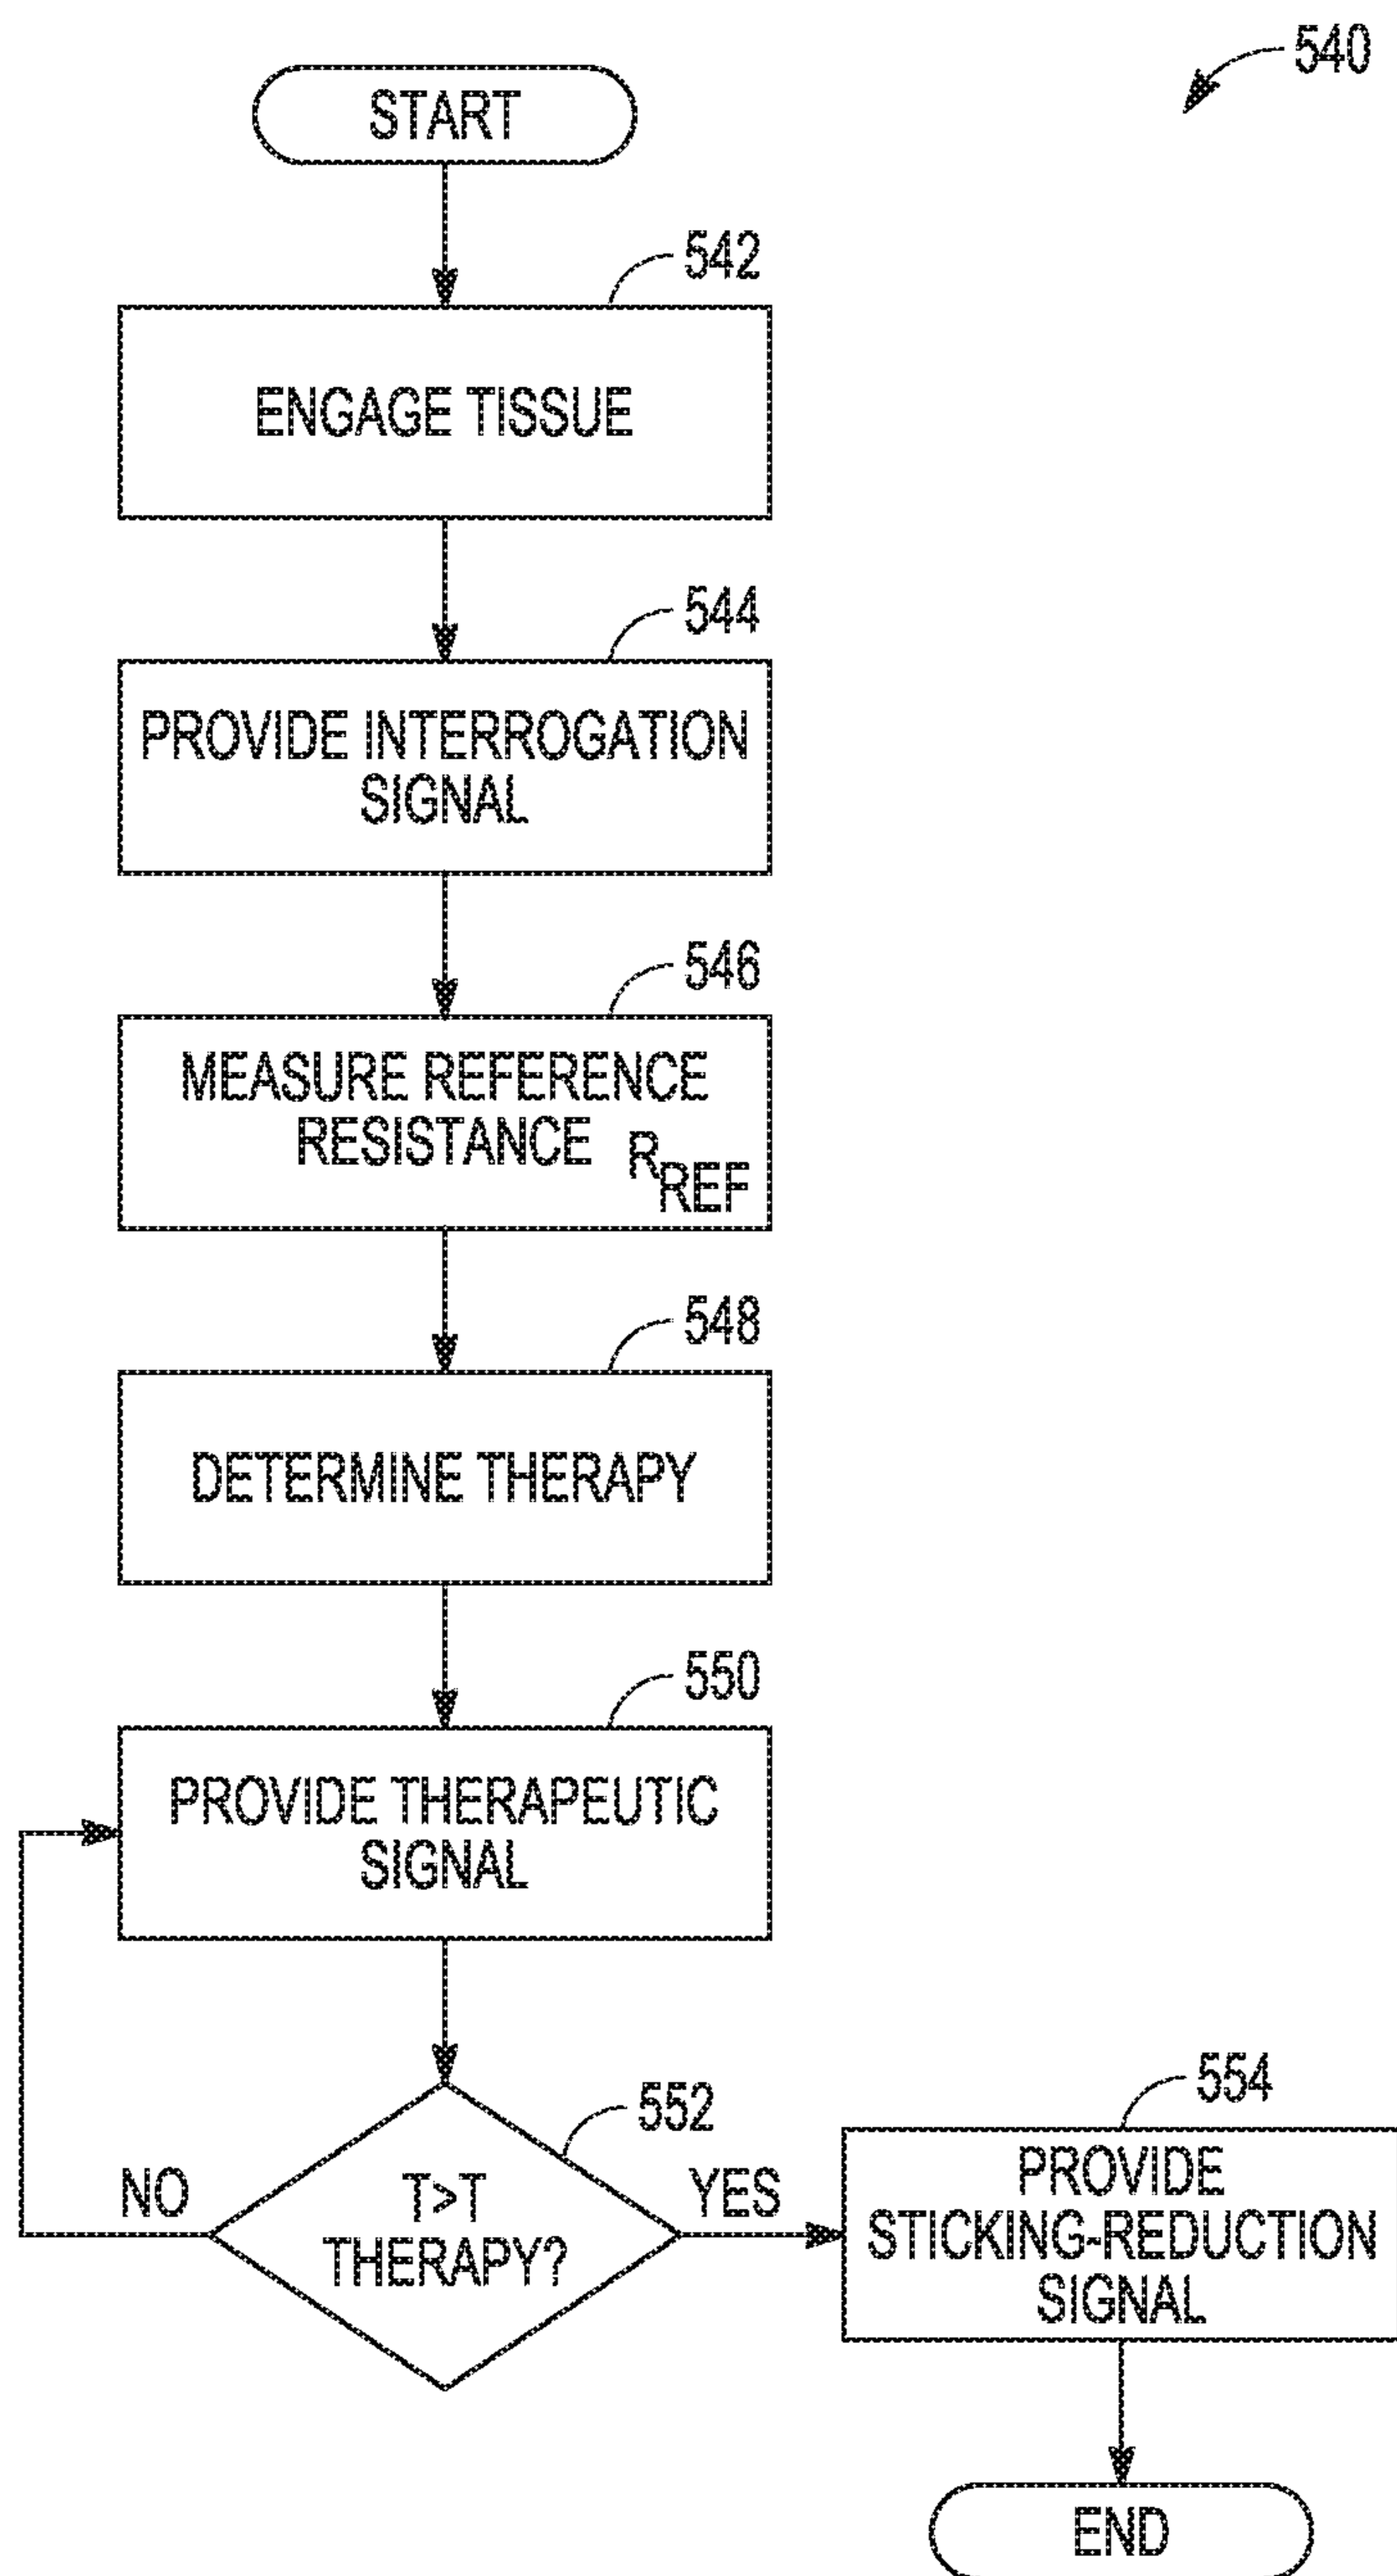 540
START
542
ENGAGE TISSUE
544
PROVIDE INTERROGATION
SIGNAL
546
MEASURE REFERENCE
RESISTANCE R REF
548
DETERMINE THERAPY
550
PROVIDE THERAPEUTIC
SIGNAL
552
NO
T>T
THERAPY?
YES
554
PROVIDE
STICKING-REDUCTION
SIGNAL
END